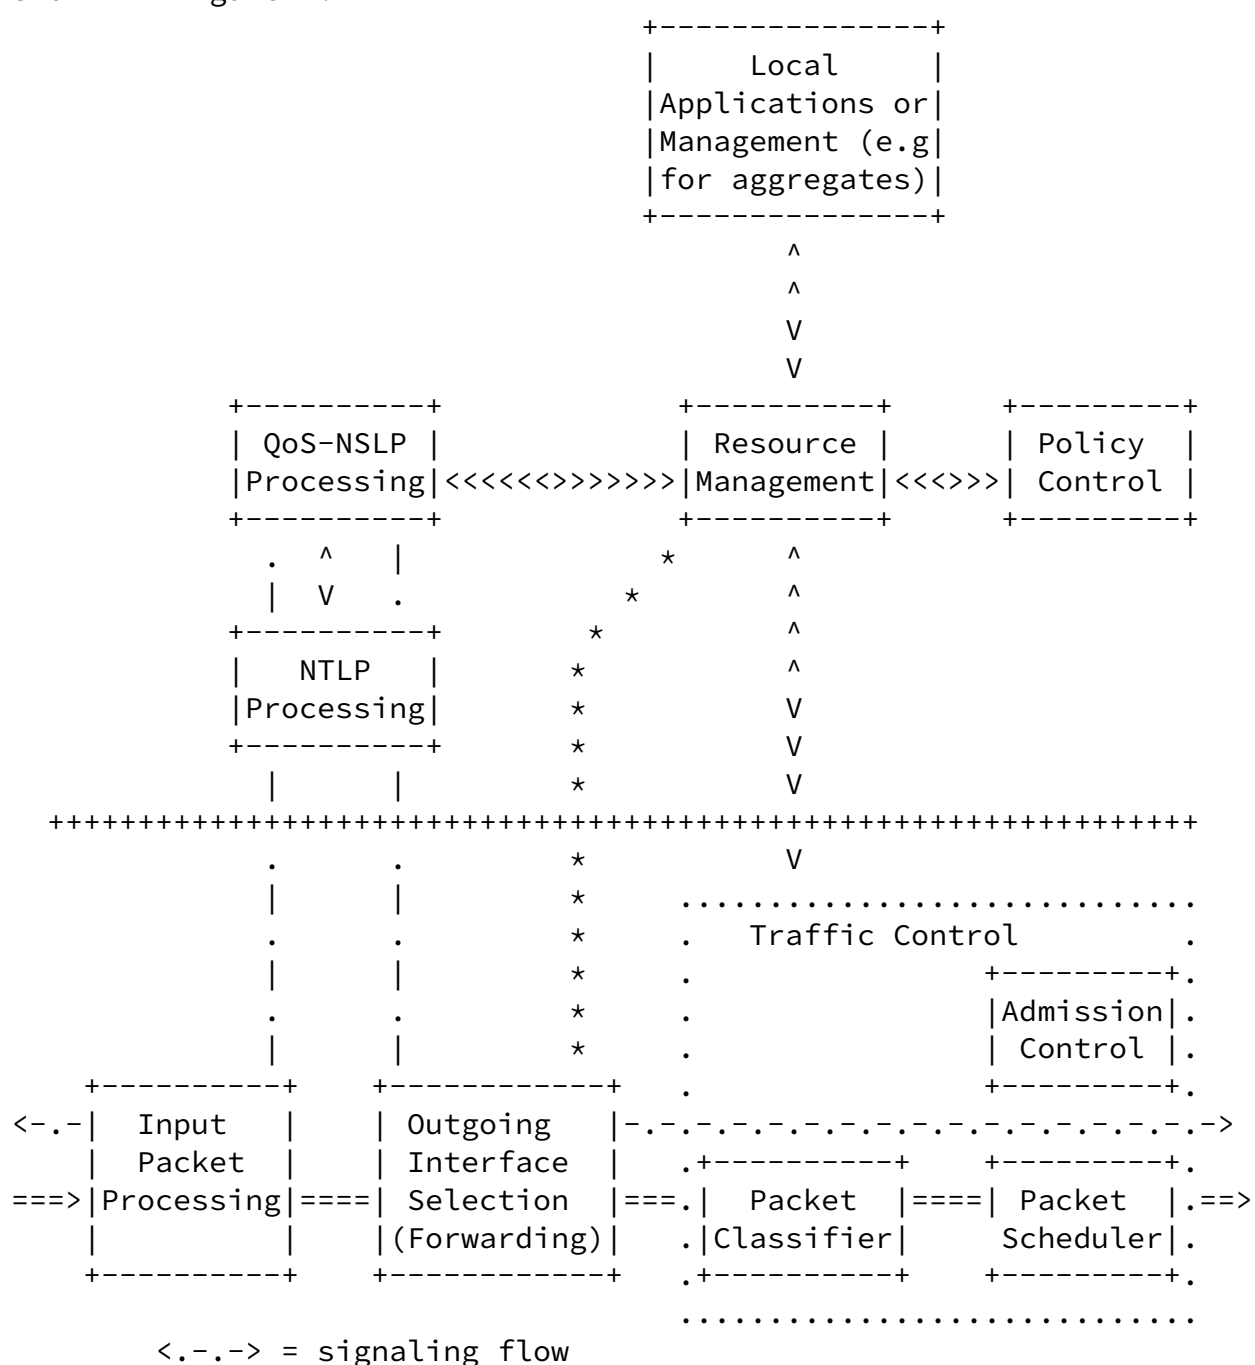 +---------------+
                                   |     Local     |
                                   |Applications or|
                                   |Management (e.g|
                                   |for aggregates)|
                                   +---------------+
                                           ^
                                           ^
                                           V
                                           V
            +----------+             +----------+      +---------+
            | QoS-NSLP |             | Resource |      | Policy  |
            |Processing|<<<<<<>>>>>>>|Management|<<<>>>| Control |
            +----------+             +----------+      +---------+
              .  ^   |              *      ^
              |  V   .            *        ^
            +----------+        *          ^
            |   NTLP   |       *           ^
            |Processing|       *           V
            +----------+       *           V
              |      |         *           V
  ++++++++++++++++++++++++++++++++++++++++++++++++++++++++++++++++
              .      .         *           V
              |      |         *     .............................
              .      .         *     .   Traffic Control         .
              |      |         *     .                +---------+.
              .      .         *     .                |Admission|.
              |      |         *     .                | Control |.
    +----------+    +------------+   .                +---------+.
<-.-|  Input   |    | Outgoing   |-.-.-.-.-.-.-.-.-.-.-.-.-.-.-.-.->
    |  Packet  |    | Interface  |   .+----------+    +---------+.
===>|Processing|====| Selection  |===.|  Packet  |====| Packet  |.==>
    |          |    |(Forwarding)|   .|Classifier|     Scheduler|.
    +----------+    +------------+   .+----------+    +---------+.
                                     .............................
        <.-.-> = signaling flow